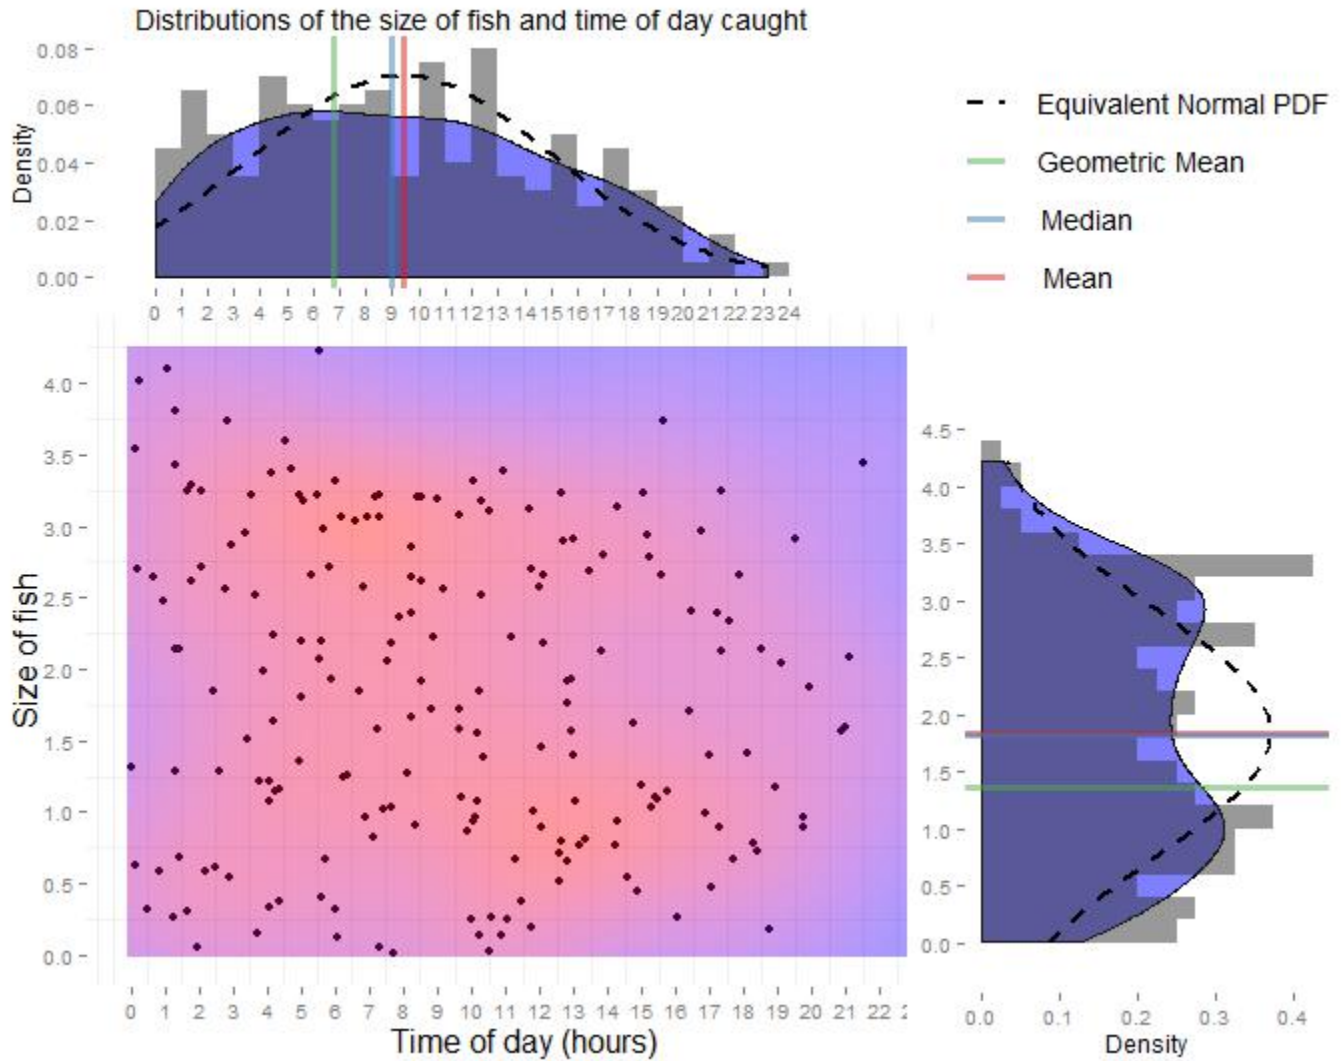 Distributions of the size of fish and time of day caught
0.08
0.06
0.04
0.02
0.00
Density
0 1 2 3 4 5 6 7 8 9 10 11 12 13 14 15 16 17 18 19 20 21 22 23 24
Equivalent Normal PDF
Geometric Mean
Median
Mean
4.0
3.5
3.0
2.5
2.0
1.5
1.0
0.5
0.0
Size of fish
0 1 2 3 4 5 6 7 8 9 10 11 12 13 14 15 16 17 18 19 20 21 22
Time of day (hours)
4.5
4.0
3.5
3.0
2.5
2.0
1.5
1.0
0.5
0.0
0.0 0.1 0.2 0.3 0.4
Density